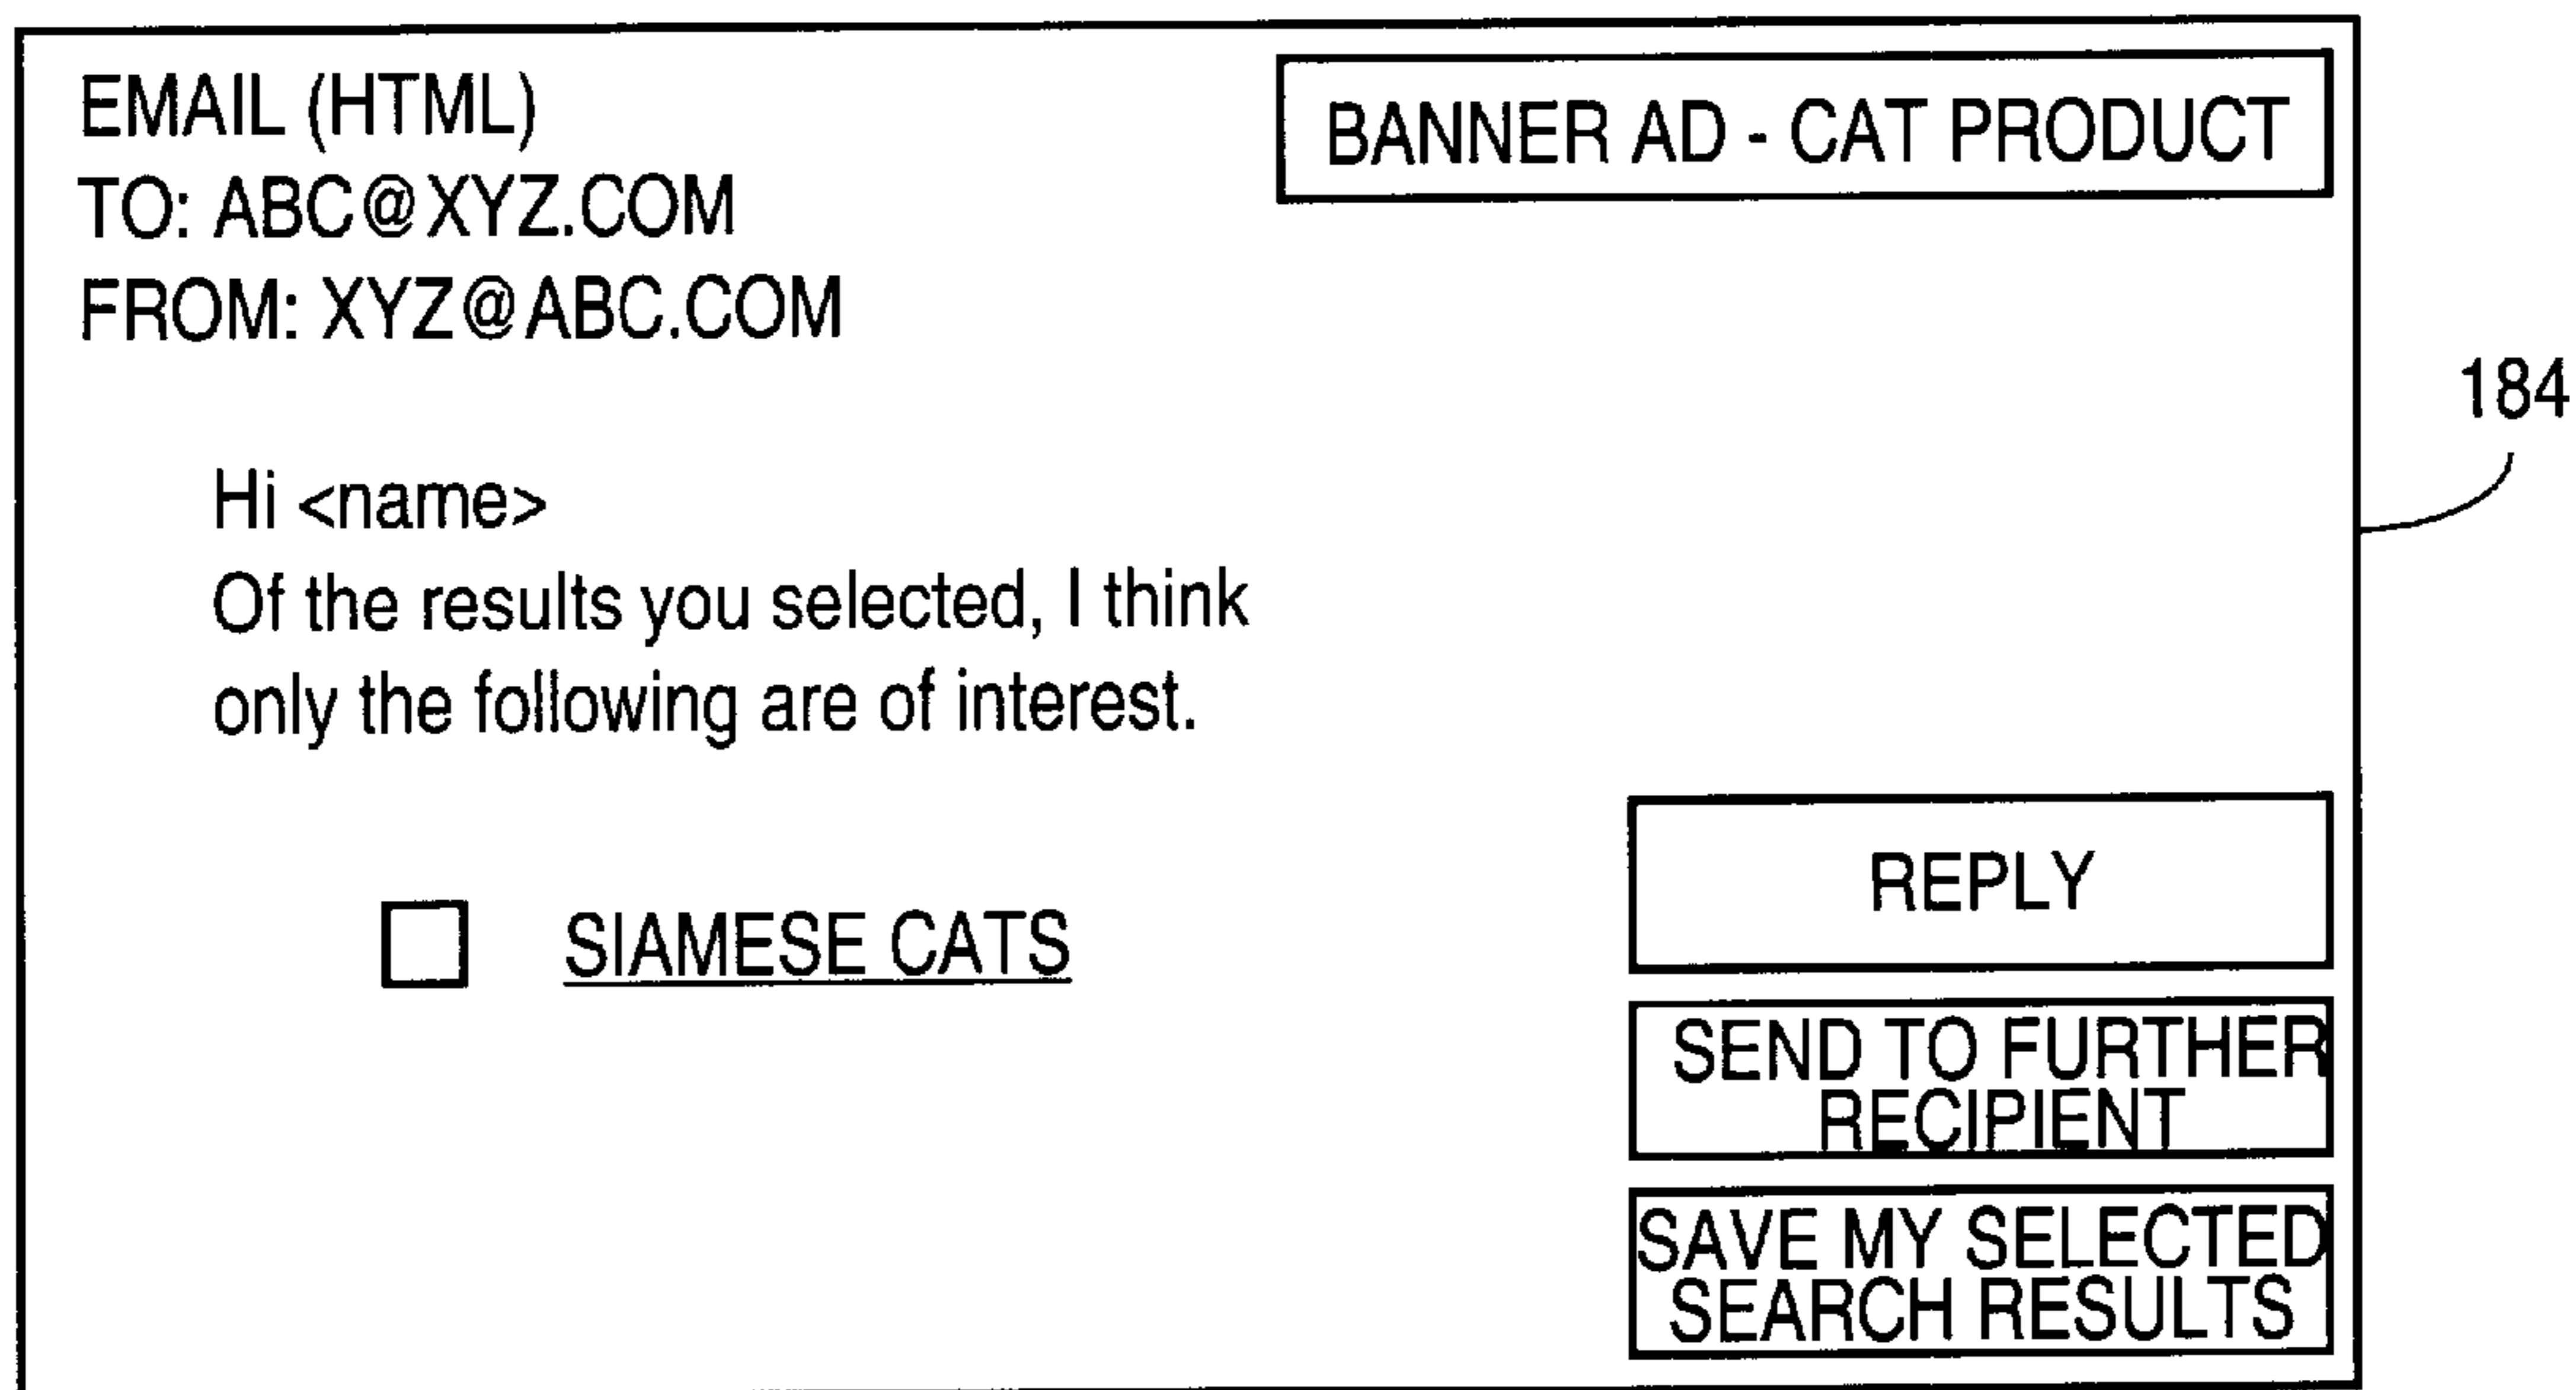 EMAIL (HTML)
BANNER AD - CAT PRODUCT
TO: ABC@XYZ.COM
FROM: XYZ@ABC.COM
184
Hi <name>
Of the results you selected, I think
only the following are of interest.
REPLY
SIAMESE CATS
SEND TO FURTHER
RECIPIENT
SAVE MY SELECTED
SEARCH RESULTS